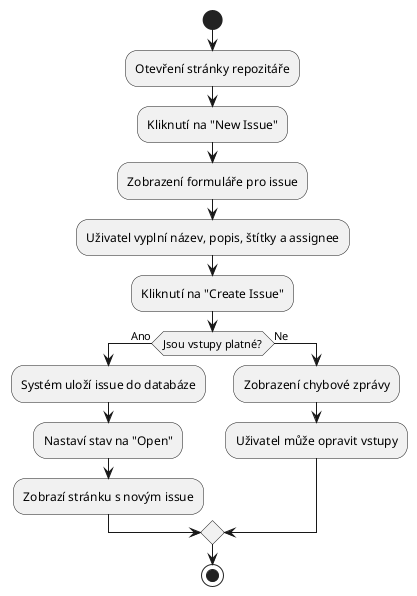 Otevření stránky repozitáře
Kliknutí na "New Issue"
Zobrazení formuláře pro issue
Uživatel vyplní název, popis, štítky a assignee
Kliknutí na "Create Issue"
Jsou vstupy platné?
Ano
Ne
Systém uloží issue do databáze
Nastaví stav na "Open"
Zobrazí stránku s novým issue
Zobrazení chybové zprávy
Uživatel může opravit vstupy